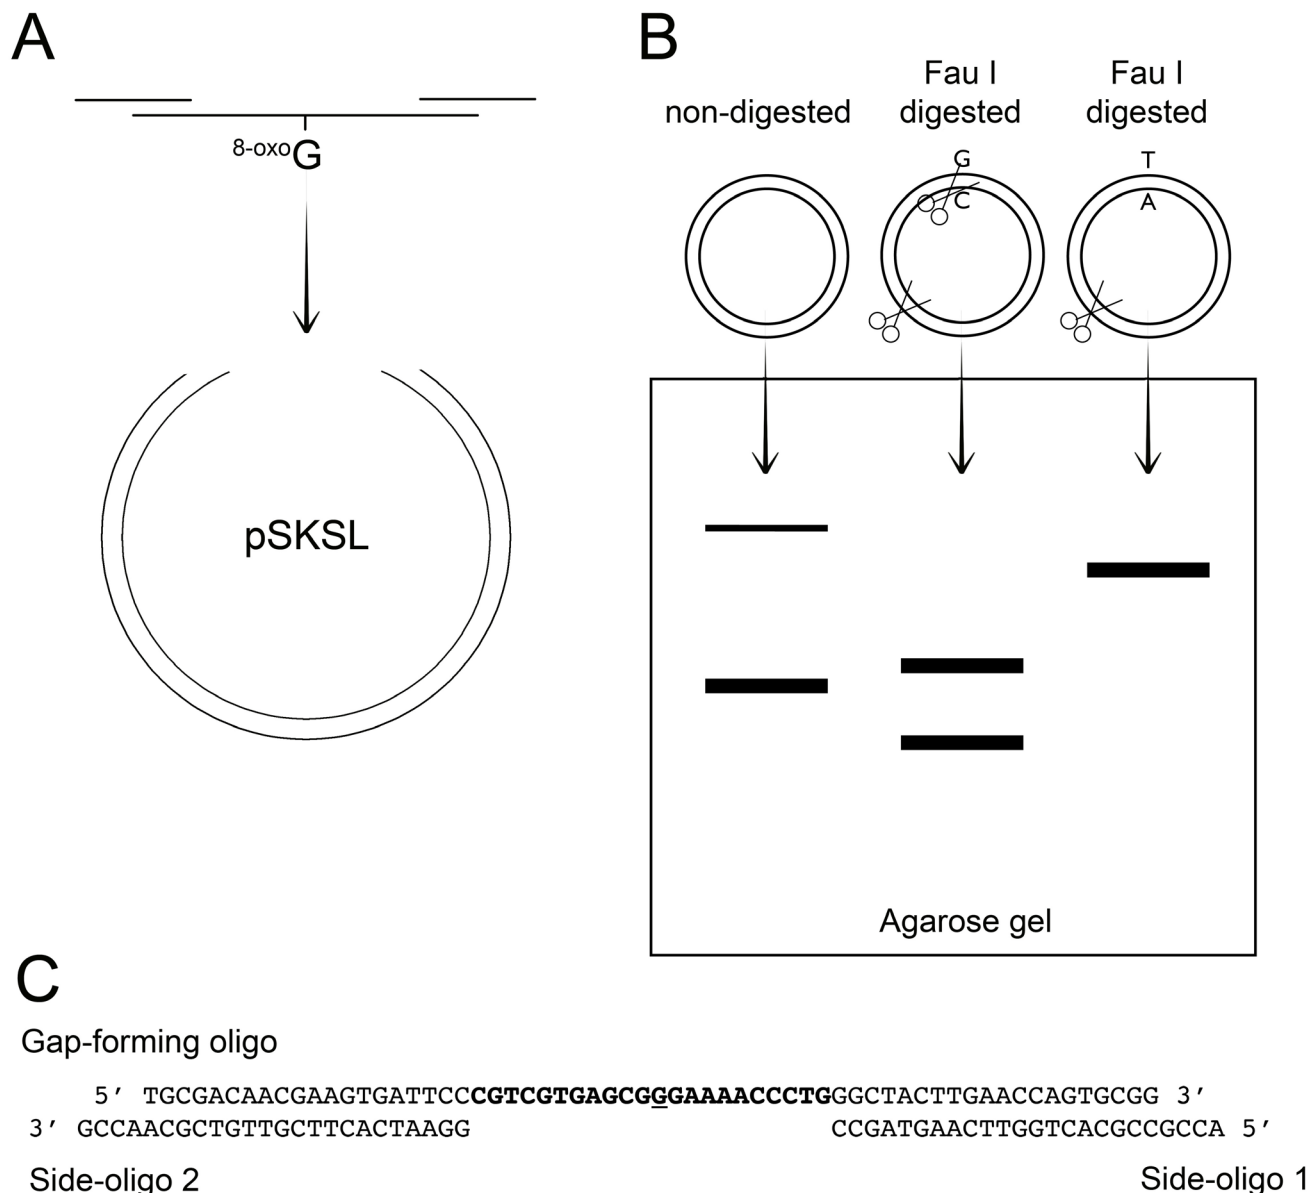 A
8-oxoG
pSKSL
B
non-digested
Fau I
digested
Fau I
digested
G
C
T
A
Agarose gel
C
Gap-forming oligo
5’ TGCGACAACGAAGTGATTCCCGTCGTGAGCGGGAAAACCCTGGGCTACTTGAACCAGTGCGG 3’
3’ GCCAACGCTGTTGCTTCACTAAGG CCGATGAACTTGGTCACGCCGCCA 5’
Side-oligo 2
Side-oligo 1